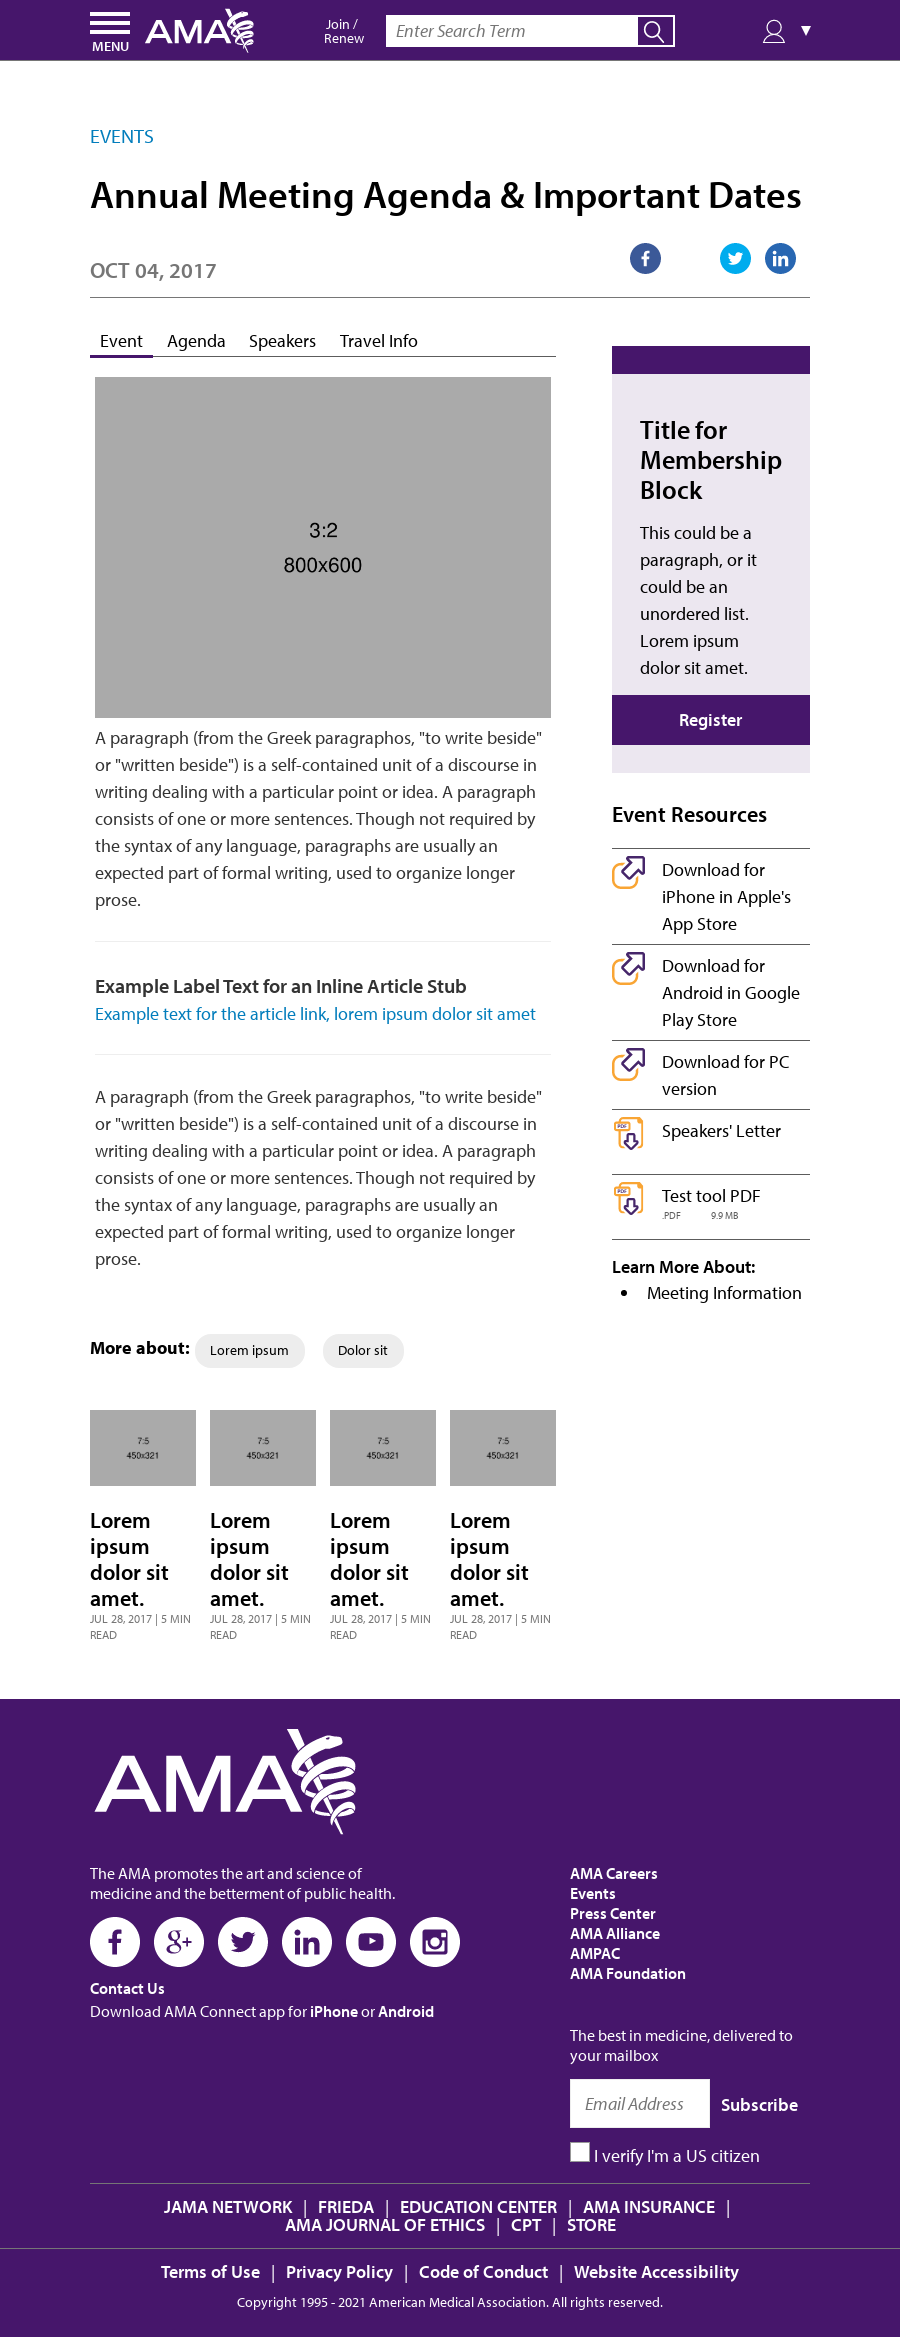 MENU
AMA
Join /
Renew
Enter Search Term
EVENTS
Annual Meeting Agenda & Important Dates
OCT 04, 2017
Event
Agenda
Speakers
Travel Info
3:2
800x600
A paragraph (from the Greek paragraphos, "to write beside"
or "written beside") is a self-contained unit of a discourse in
writing dealing with a particular point or idea. A paragraph
consists of one or more sentences. Though not required by
the syntax of any language, paragraphs are usually an
expected part of formal writing, used to organize longer
prose.
Example Label Text for an Inline Article Stub
Example text for the article link, lorem ipsum dolor sit amet
A paragraph (from the Greek paragraphos, "to write beside"
or "written beside") is a self-contained unit of a discourse in
writing dealing with a particular point or idea. A paragraph
consists of one or more sentences. Though not required by
the syntax of any language, paragraphs are usually an
expected part of formal writing, used to organize longer
prose.
More about:
Lorem ipsum
Dolor sit
7:5
450x321
Lorem
ipsum
dolor sit
amet.
JUL 28, 2017 | 5 MIN
READ
7:5
450x321
Lorem
ipsum
dolor sit
amet.
JUL 28, 2017 | 5 MIN
READ
7:5
450x321
Lorem
ipsum
dolor sit
amet.
JUL 28, 2017 | 5 MIN
READ
7:5
450x321
Lorem
ipsum
dolor sit
amet.
JUL 28, 2017 | 5 MIN
READ
Title for
Membership
Block
This could be a
paragraph, or it
could be an
unordered list.
Lorem ipsum
dolor sit amet.
Register
Event Resources
Download for
iPhone in Apple's
App Store
Download for
Android in Google
Play Store
Download for PC
version
PDF
Speakers' Letter
PDF
Test tool PDF
.PDF 9.9 MB
Learn More About:
Meeting Information
AMA
The AMA promotes the art and science of
medicine and the betterment of public health.
Contact Us
Download AMA Connect app for iPhone or Android
AMA Careers
Events
Press Center
AMA Alliance
AMPAC
AMA Foundation
The best in medicine, delivered to
your mailbox
Email Address
Subscribe
I verify I'm a US citizen
JAMA NETWORK | FRIEDA | EDUCATION CENTER | AMA INSURANCE |
AMA JOURNAL OF ETHICS | CPT | STORE
Terms of Use | Privacy Policy | Code of Conduct | Website Accessibility
Copyright 1995 - 2021 American Medical Association. All rights reserved.